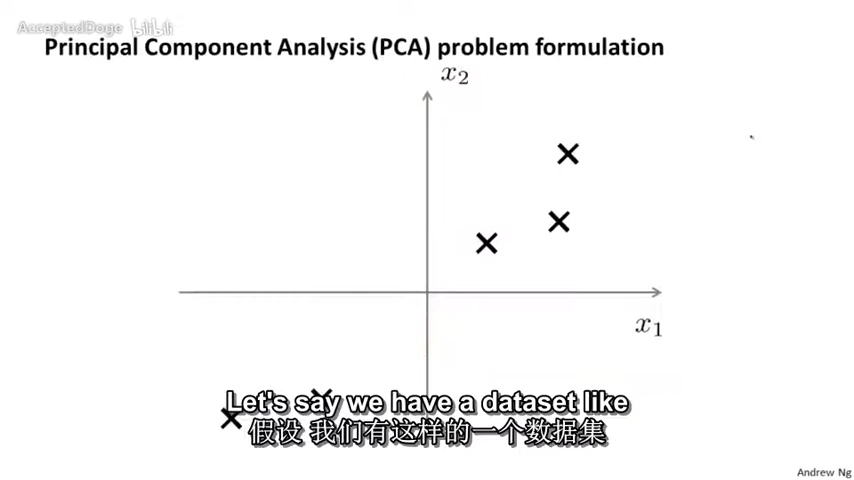 AcceptedDoge bilibili
Principal Component Analysis (PCA) problem formulation
x₂
x₁
Let's say we have a dataset like
假设 我们有这样的一个数据集
Andrew Ng